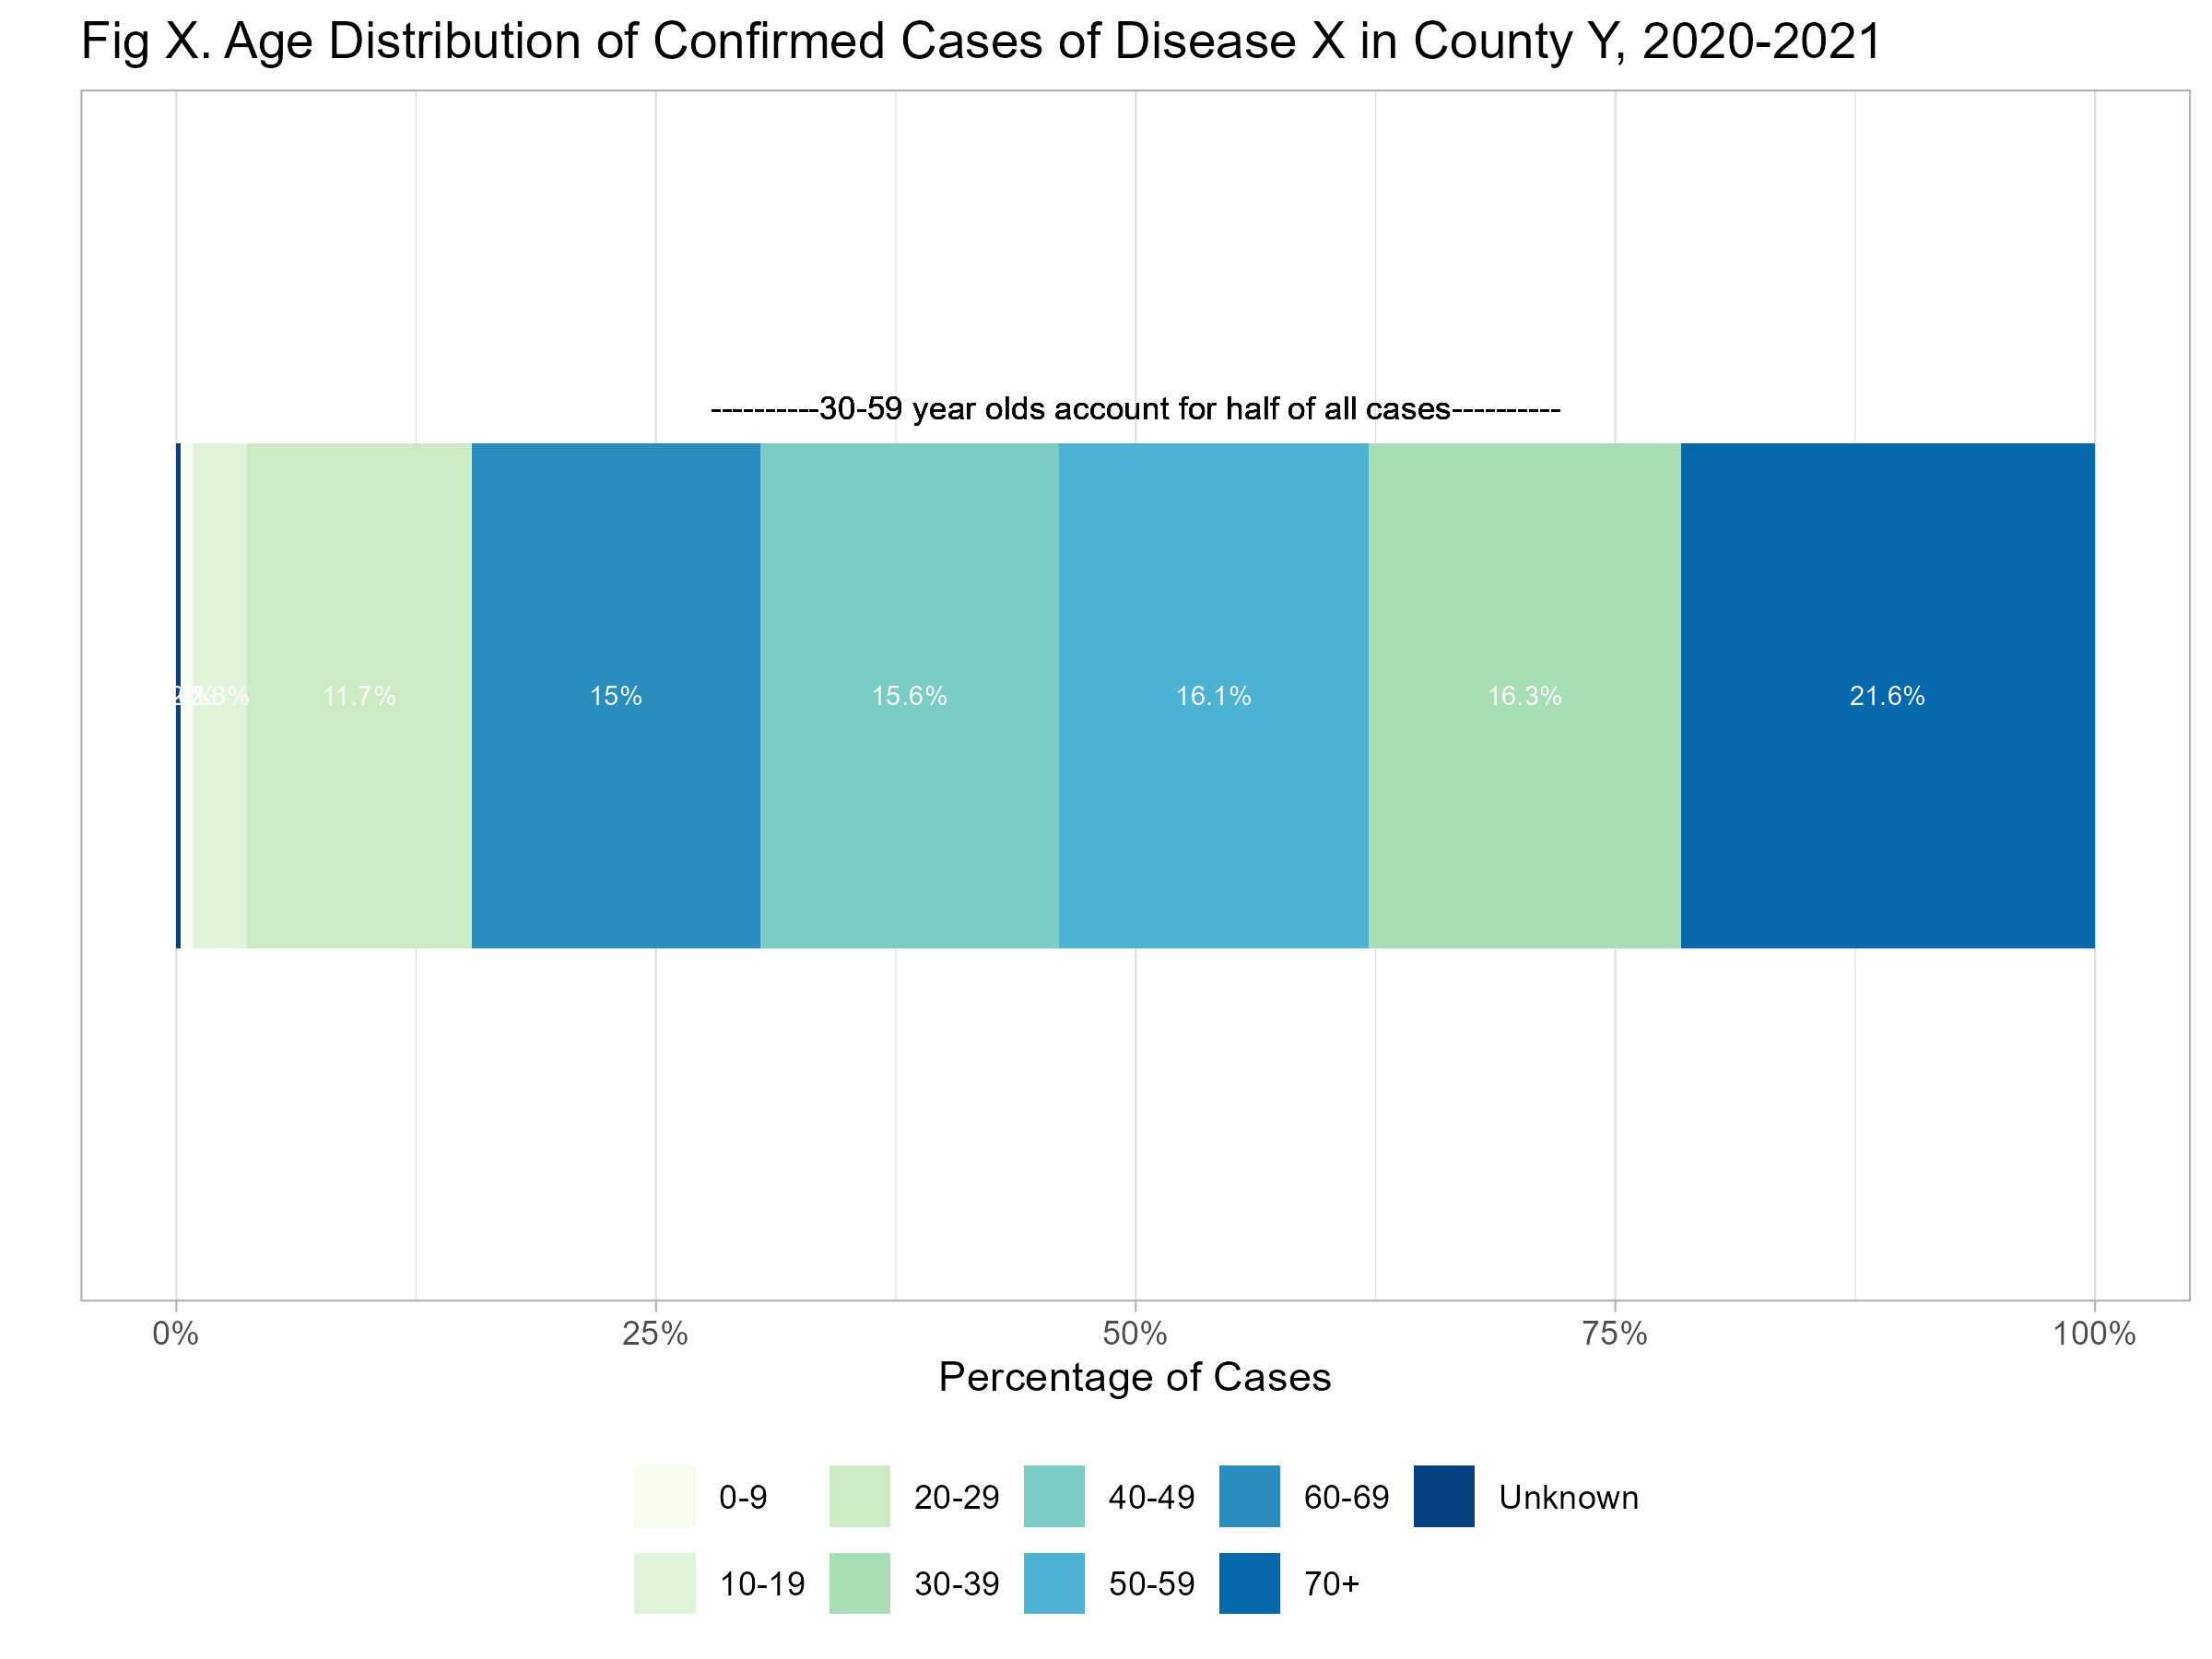 Fig X. Age Distribution of Confirmed Cases of Disease X in County Y, 2020-2021
----------30-59 year olds account for half of all cases----------
11.7% 15% 15.6% 16.1% 16.3% 21.6%
0% 25% 50% 75% 100%
Percentage of Cases
0-9 20-29 40-49 60-69 Unknown
10-19 30-39 50-59 70+